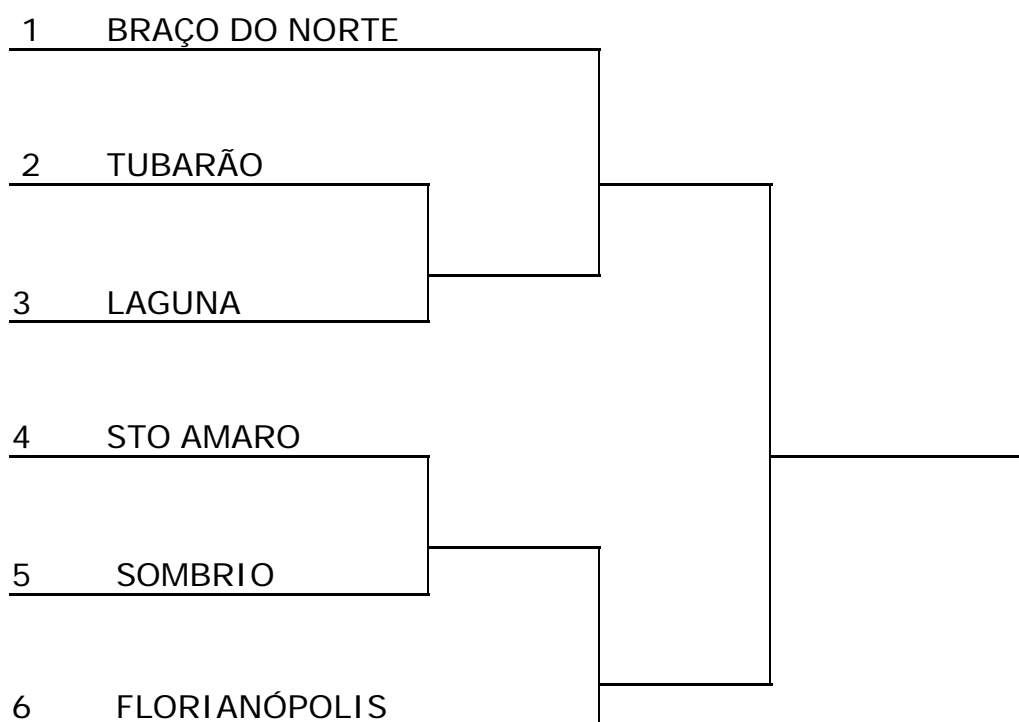 1 BRAÇO DO NORTE
2 TUBARÃO
3 LAGUNA
4 STO AMARO
5 SOMBRIO
6 FLORIANÓPOLIS